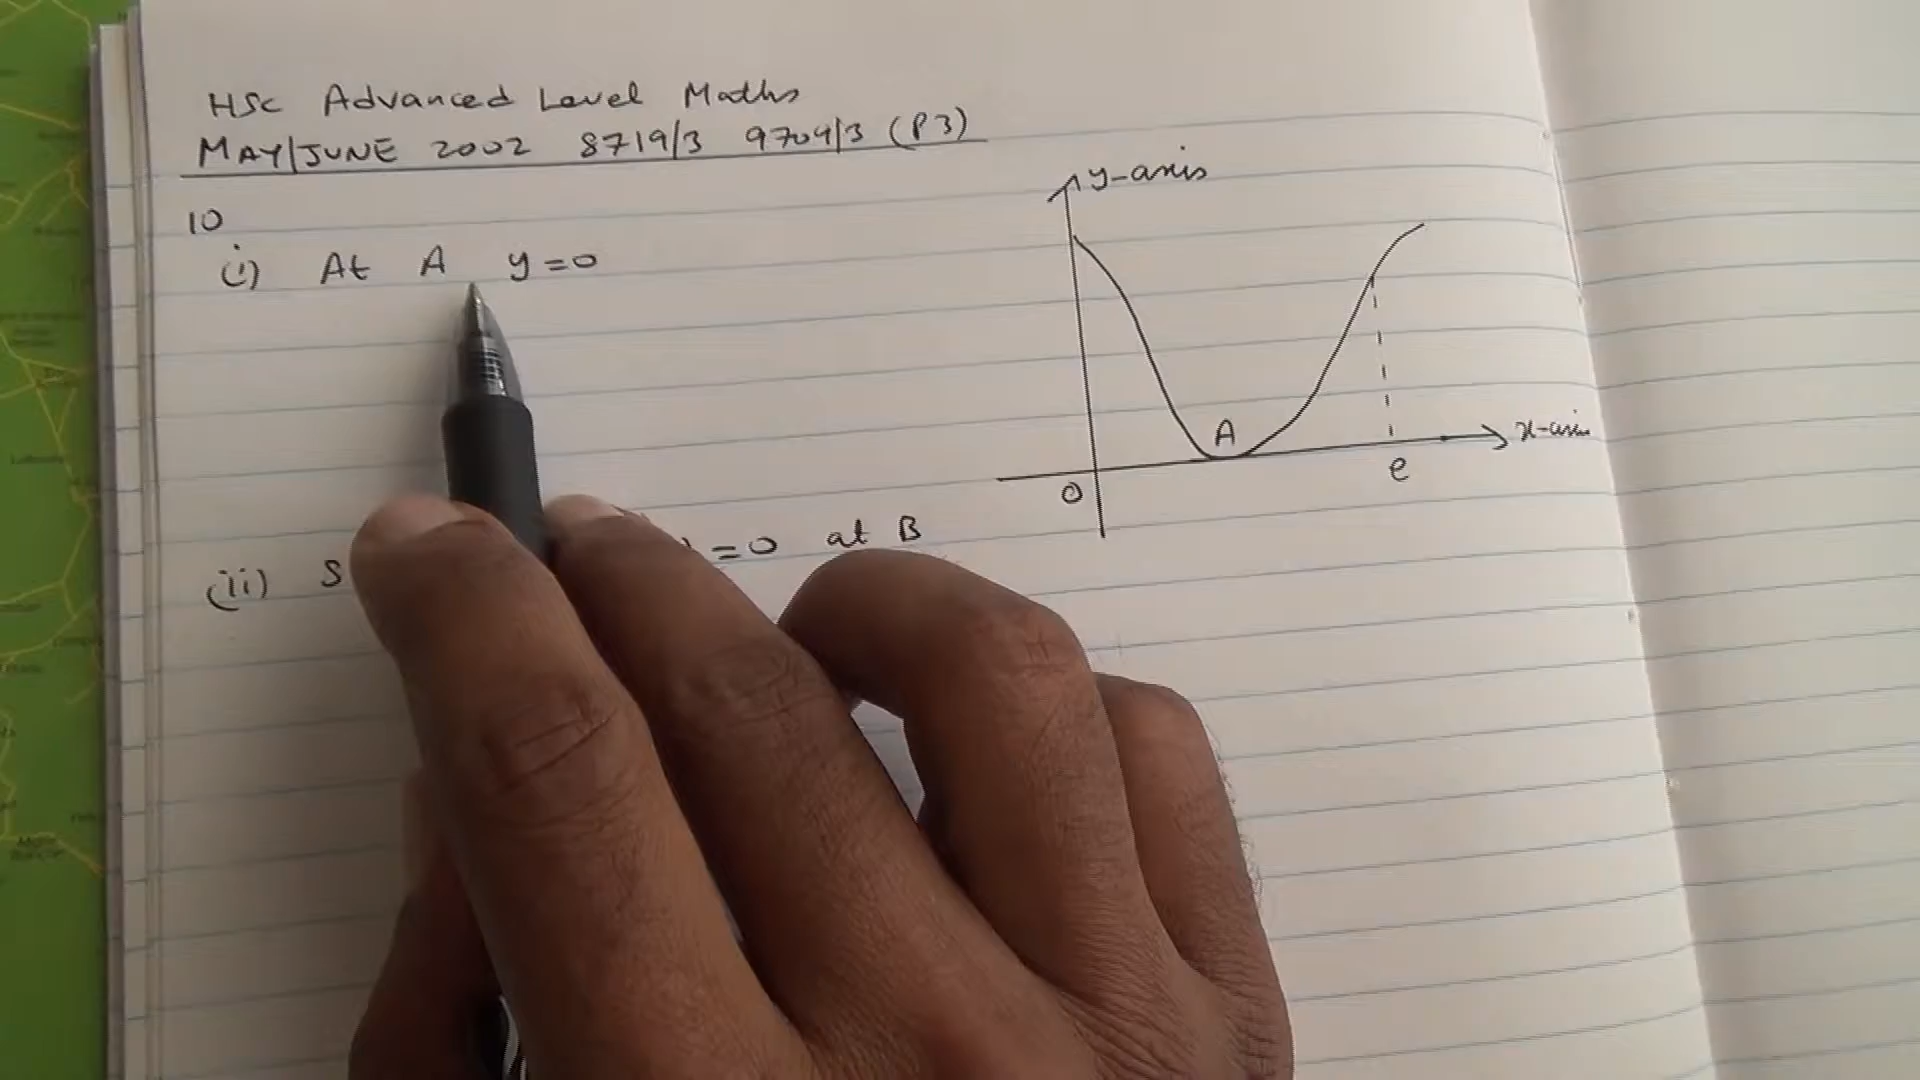 HSC Advanced Level Maths
MAY/JUNE 2002 8719/3 9709/3 (P3)
10
(i) At A y=0
(ii) S =0 at B
y-axis
A
x-axis
e
0